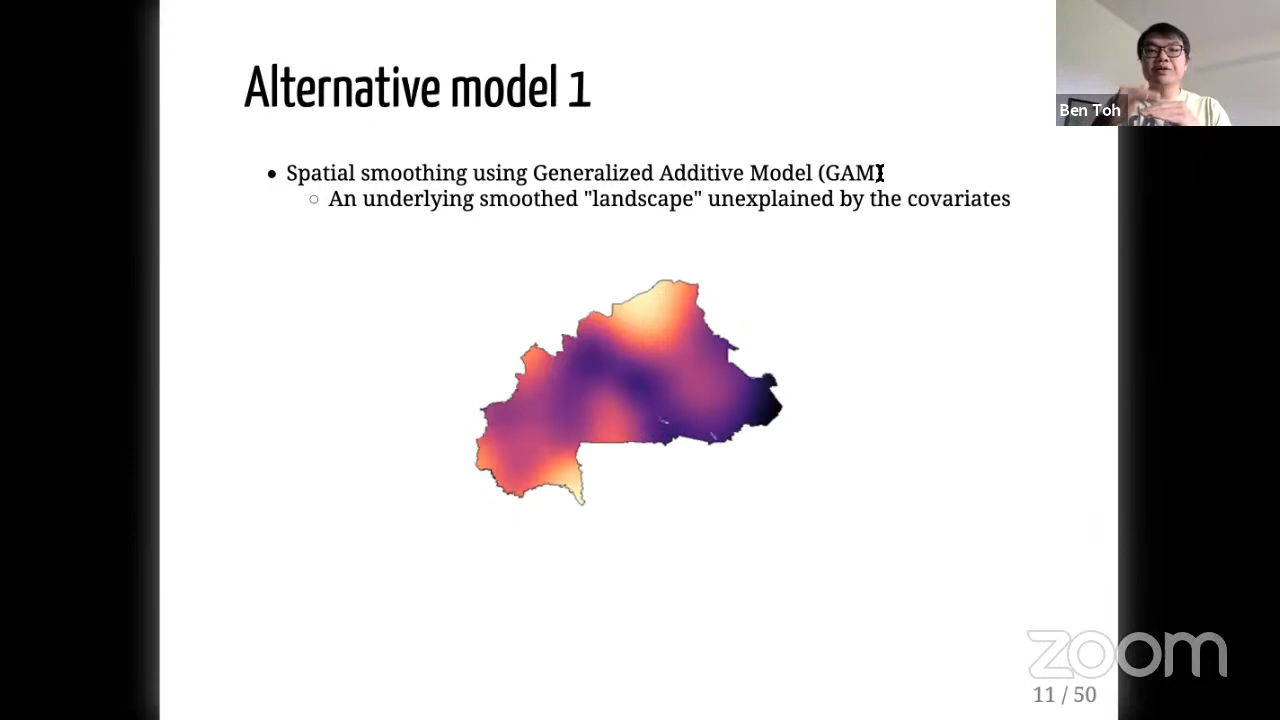 Alternative model 1
Ben Toh
• Spatial smoothing using Generalized Additive Model (GAM)
○ An underlying smoothed "landscape" unexplained by the covariates
zoom
11 / 50